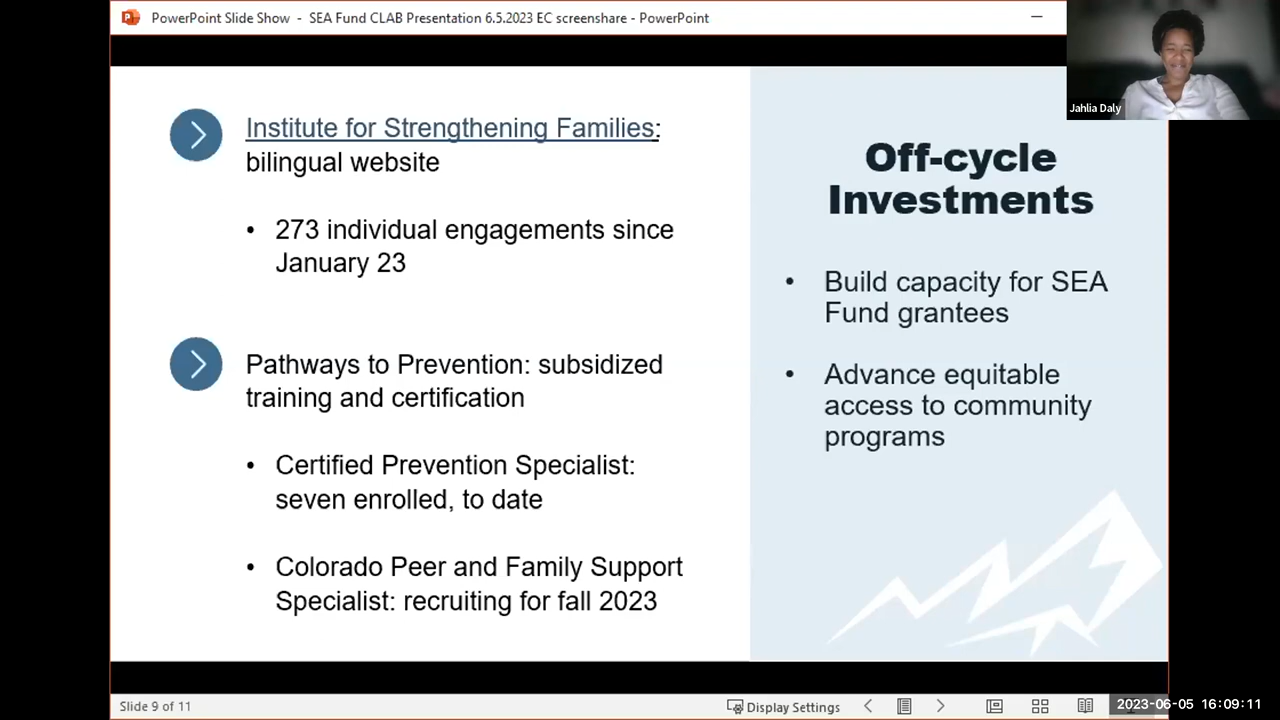 PowerPoint Slide Show - SEA Fund CLAB Presentation 6.5.2023 EC screenshare - PowerPoint
Jahlia Daly
Institute for Strengthening Families:
bilingual website
• 273 individual engagements since
January 23
Pathways to Prevention: subsidized
training and certification
• Certified Prevention Specialist:
seven enrolled, to date
• Colorado Peer and Family Support
Specialist: recruiting for fall 2023
Off-cycle
Investments
• Build capacity for SEA
Fund grantees
• Advance equitable
access to community
programs
Slide 9 of 11
Display Settings
2023-06-05 16:09:11